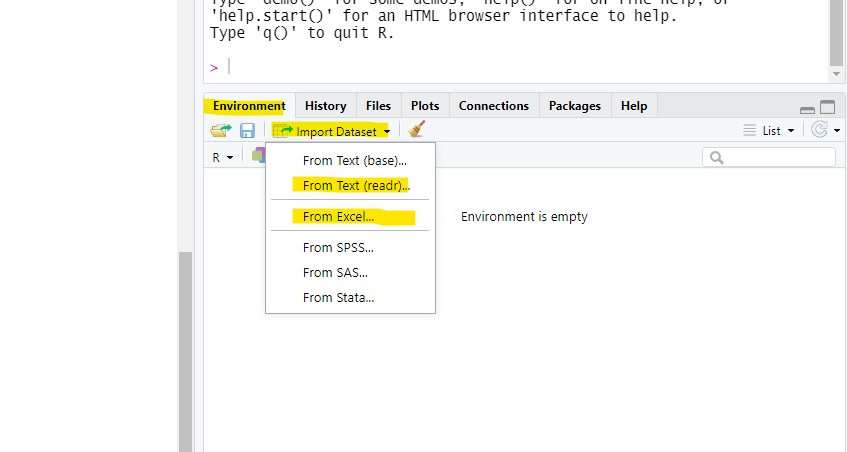 Type 'demo()' for some demos, 'help()' for on-line help, or
'help.start()' for an HTML browser interface to help.
Type 'q()' to quit R.
>
Environment History Files Plots Connections Packages Help
Import Dataset List
R
From Text (base)...
From Text (readr)...
From Excel...
Environment is empty
From SPSS...
From SAS...
From Stata...